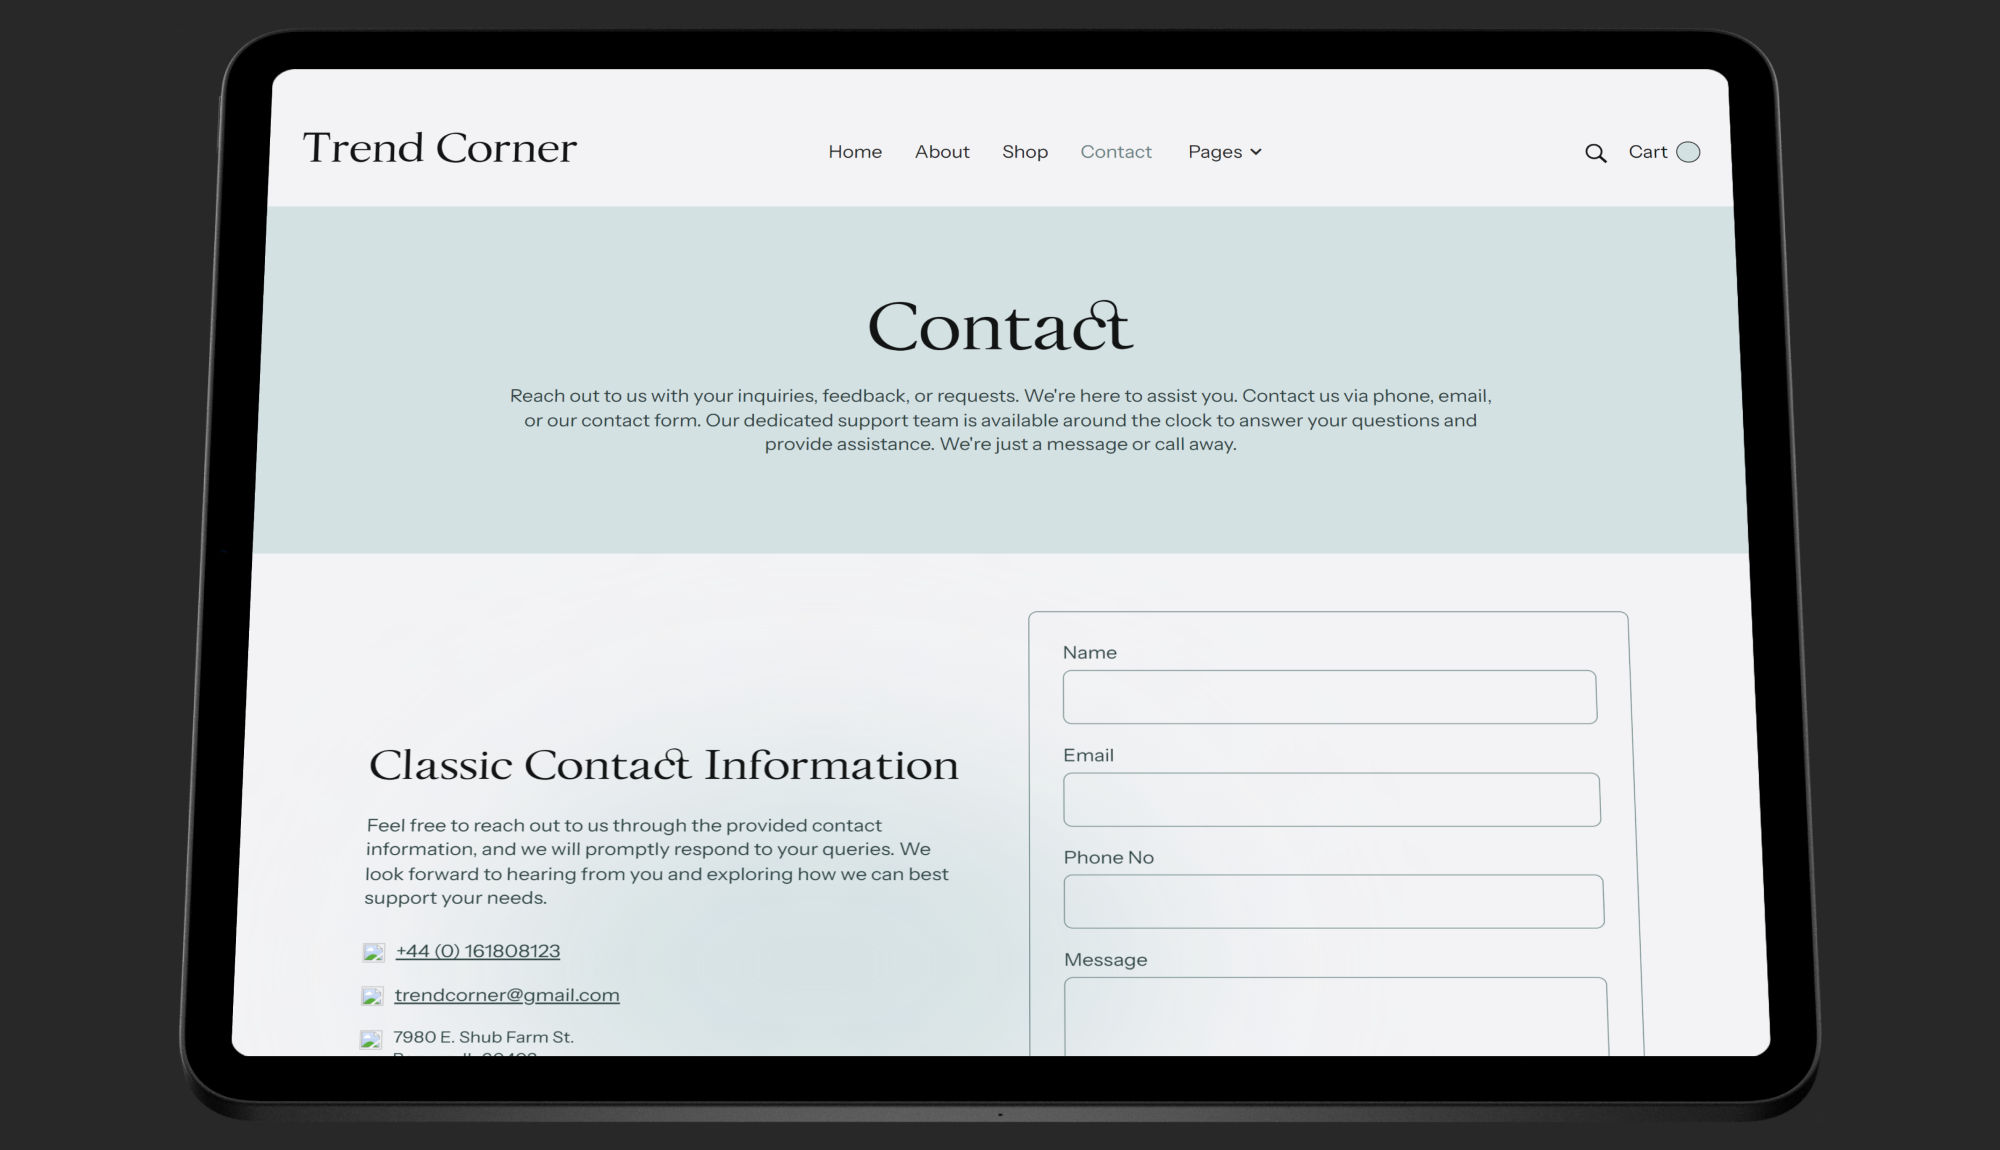 Trend Corner
Home About Shop Contact Pages
Cart
Contact
Reach out to us with your inquiries, feedback, or requests. We're here to assist you. Contact us via phone, email,
or our contact form. Our dedicated support team is available around the clock to answer your questions and
provide assistance. We're just a message or call away.
Classic Contact Information
Feel free to reach out to us through the provided contact
information, and we will promptly respond to your queries. We
look forward to hearing from you and exploring how we can best
support your needs.
+44 (0) 161808123
trendcorner@gmail.com
7980 E. Shub Farm St.
Name
Email
Phone No
Message